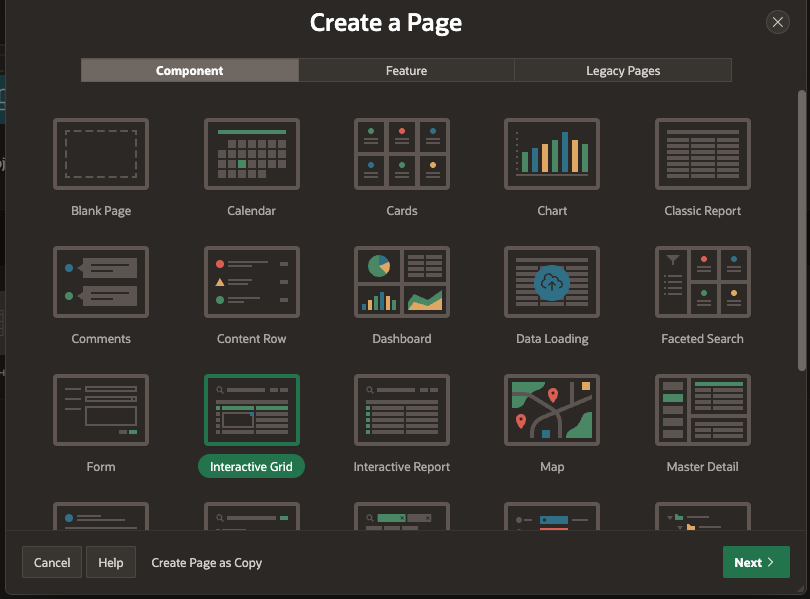 Create a Page
Component
Feature
Legacy Pages
Blank Page
Calendar
Cards
Chart
Classic Report
Comments
Content Row
Dashboard
Data Loading
Faceted Search
Form
Interactive Grid
Interactive Report
Map
Master Detail
Cancel
Help
Create Page as Copy
Next